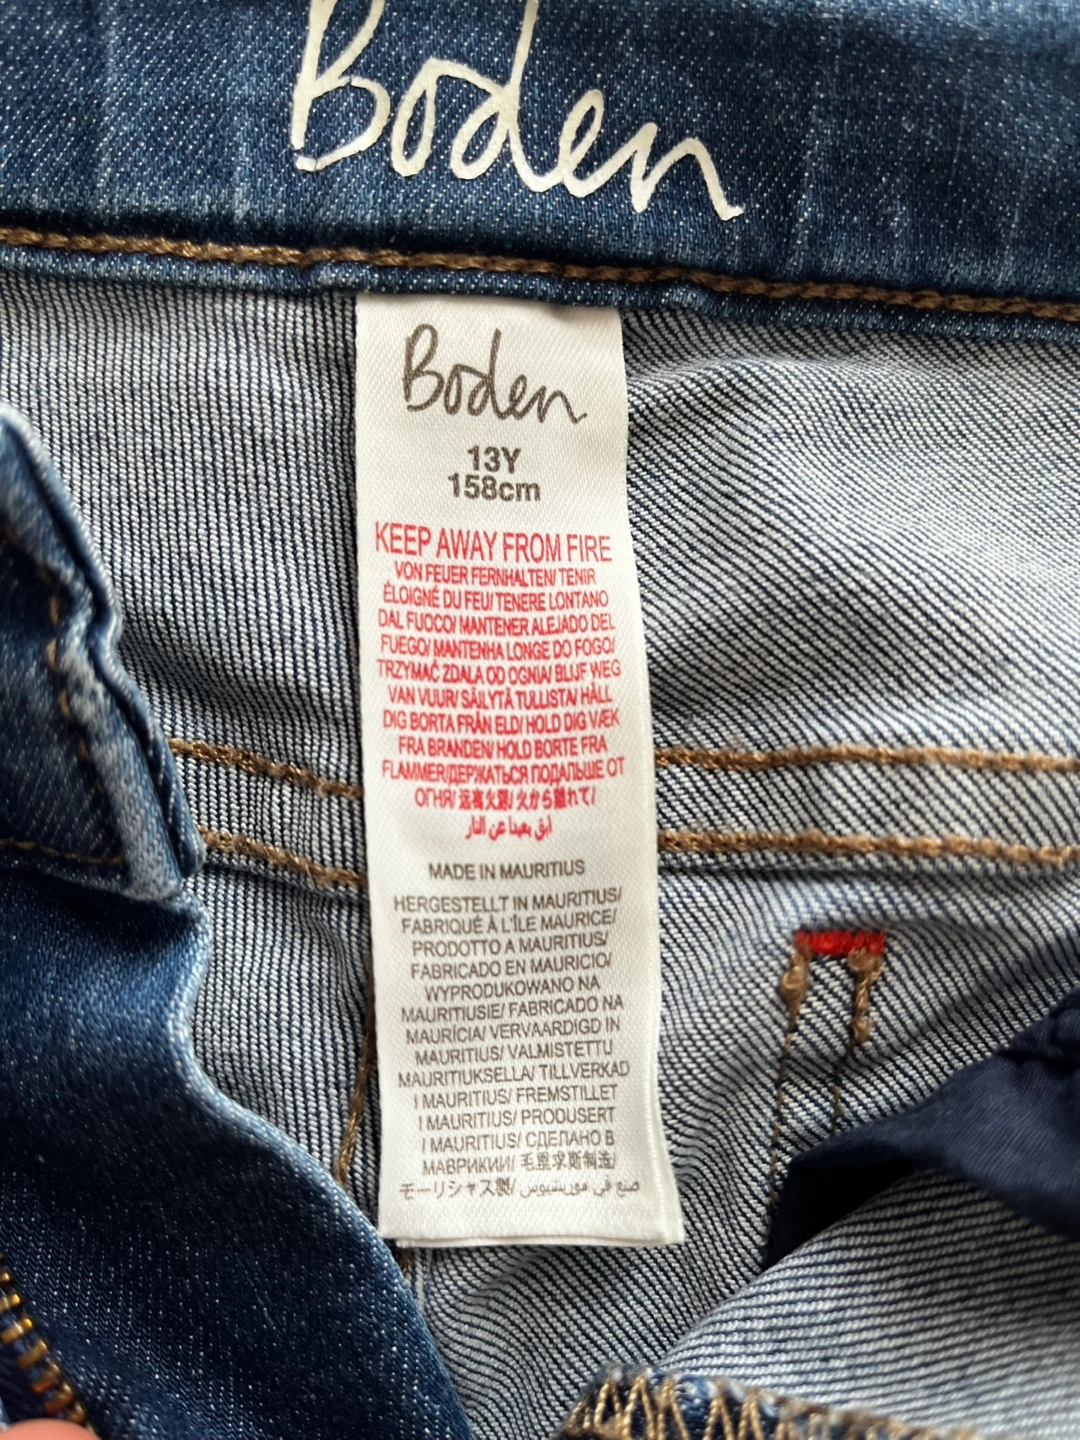 Boden
Boden
13Y
158cm
KEEP AWAY FROM FIRE
VON FEUER FERNHALTEN/ TENIR
ÉLOIGNÉ DU FEU/ TENERE LONTANO
DAL FUOCO/ MANTENER ALEJADO DEL
FUEGO/ MANTENHA LONGE DO FOGO/
TRZYMAĆ ZDALA OD OGNIA/ BLIJF WEG
VAN VUUR/ SÄILYTÄ TULLISTA/ HÅLL
DIG BORTA FRÅN ELD/ HOLD DIG VÆK
FRA BRANDEN/ HOLD BORTE FRA
FLAMMER/ДЕРЖАТЬСЯ ПОДАЛЬШЕ ОТ
ОГНЯ/远离火源/火から離れて/
ابق بعيدا عن النار
MADE IN MAURITIUS
HERGESTELLT IN MAURITIUS/
FABRIQUÉ À L'ÎLE MAURICE/
PRODOTTO A MAURITIUS/
FABRICADO EN MAURICIO/
WYPRODUKOWANO NA
MAURITIUSIE/ FABRICADO NA
MAURÍCIA/ VERVAARDIGD IN
MAURITIUS/ VALMISTETTU
MAURITIUKSELLA/ TILLVERKAD
I MAURITIUS/ FREMSTILLET
I MAURITIUS/ PRODUSERT
I MAURITIUS/ СДЕЛАНО В
МАВРИКИИ/ 毛里求斯制造/
モーリシャス製/ صنع في موريشيوس